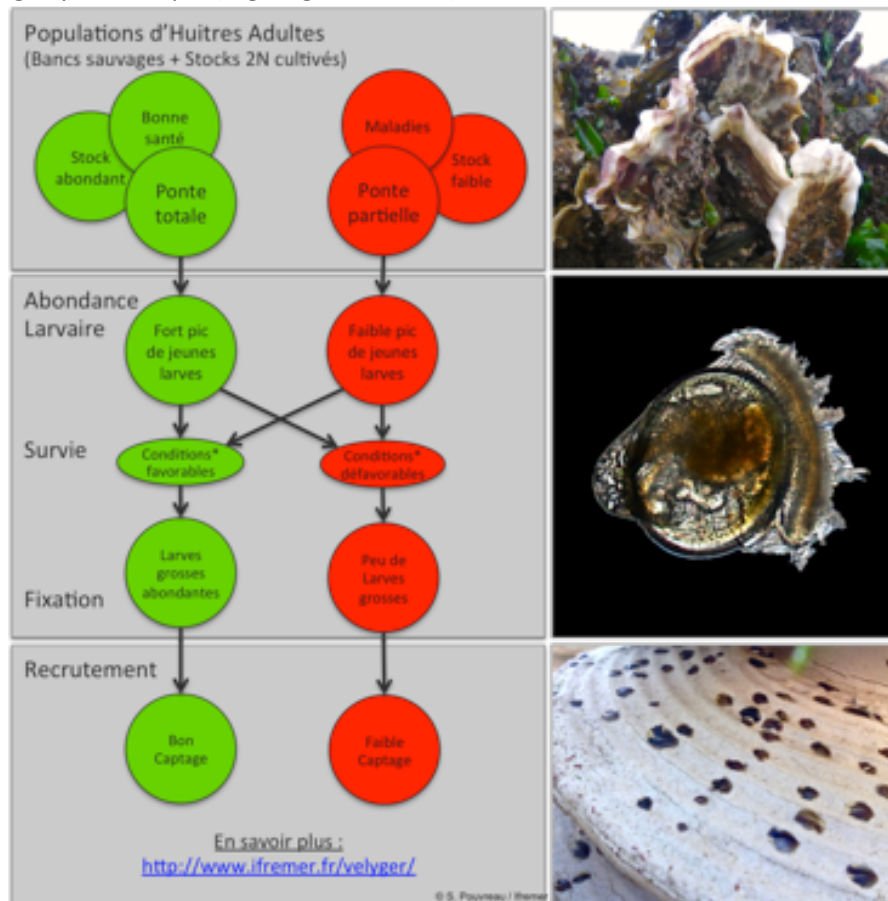 Populations d'Huitres Adultes
(Bancs sauvages + Stocks 2N cultivés)
Bonne
santé
Stock
abondant
Ponte
totale
Maladies
Stock
faible
Ponte
partielle
Abondance
Larvaire
Fort pic
de jeunes
larves
Faible pic
de jeunes
larves
Survie
Conditions*
favorables
Conditions*
défavorables
Larves
grosses
abondantes
Peu de
Larves
grosses
Fixation
Recrutement
Bon
Captage
Faible
Captage
En savoir plus :
http://www.ifremer.fr/velyger/
© S. Pouvreau / Ifremer